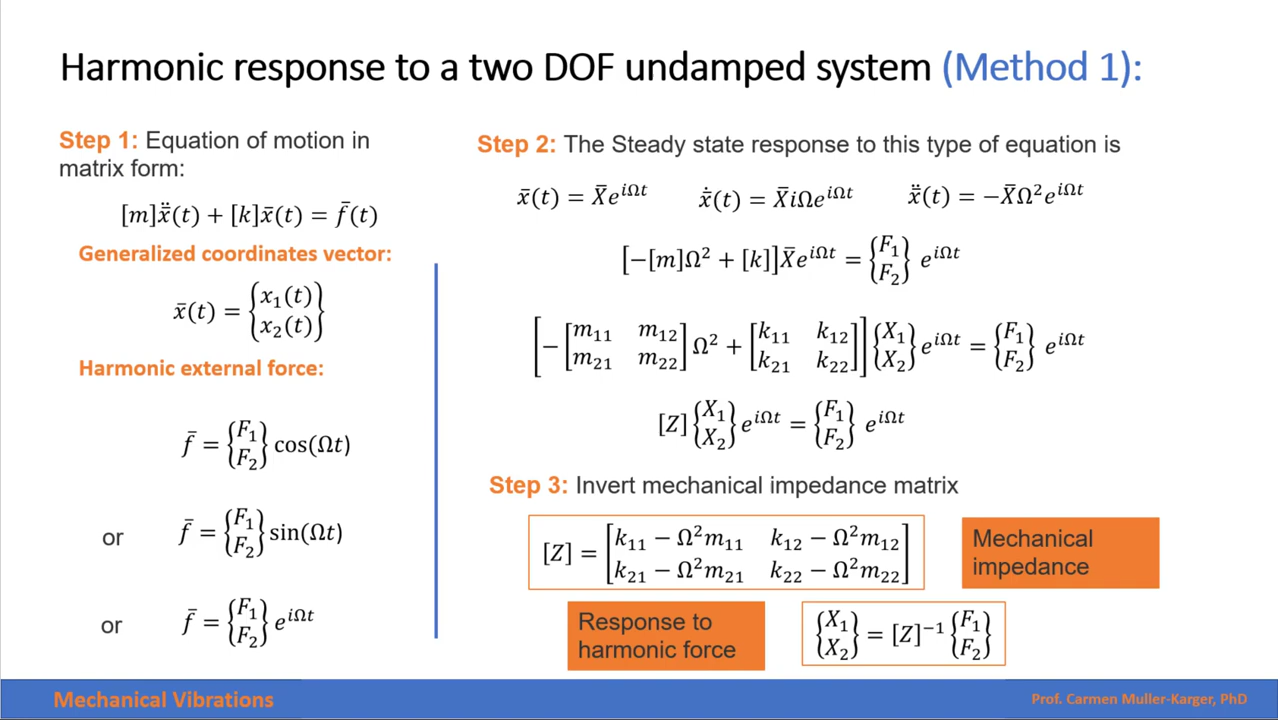 Harmonic response to a two DOF undamped system (Method 1):
Step 1: Equation of motion in
matrix form:
[m]ẍ̄(t) + [k]x̄(t) = f̄(t)
Generalized coordinates vector:
x̄(t) = {x₁(t)
x₂(t)}
Harmonic external force:
f̄ = {F₁
F₂} cos(Ωt)
or f̄ = {F₁
F₂} sin(Ωt)
or f̄ = {F₁
F₂} e^{iΩt}
Step 2: The Steady state response to this type of equation is
x̄(t) = X̄e^{iΩt} ẋ̄(t) = X̄iΩe^{iΩt} ẍ̄(t) = −X̄Ω²e^{iΩt}
[−[m]Ω² + [k]]X̄e^{iΩt} = {F₁
F₂} e^{iΩt}
[−[m₁₁ m₁₂
m₂₁ m₂₂]Ω² + [k₁₁ k₁₂
k₂₁ k₂₂]]{X₁
X₂}e^{iΩt} = {F₁
F₂} e^{iΩt}
[Z]{X₁
X₂}e^{iΩt} = {F₁
F₂} e^{iΩt}
Step 3: Invert mechanical impedance matrix
[Z] = [k₁₁ − Ω²m₁₁ k₁₂ − Ω²m₁₂
k₂₁ − Ω²m₂₁ k₂₂ − Ω²m₂₂]
Mechanical
impedance
Response to
harmonic force
{X₁
X₂} = [Z]⁻¹ {F₁
F₂}
Mechanical Vibrations
Prof. Carmen Muller-Karger, PhD